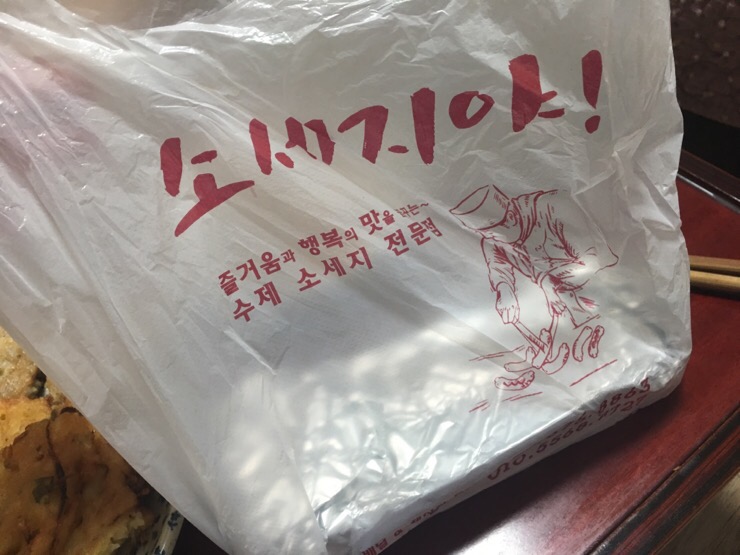 소세지야!
즐거움과 행복의 맛을 굽는~
수제 소세지 전문점